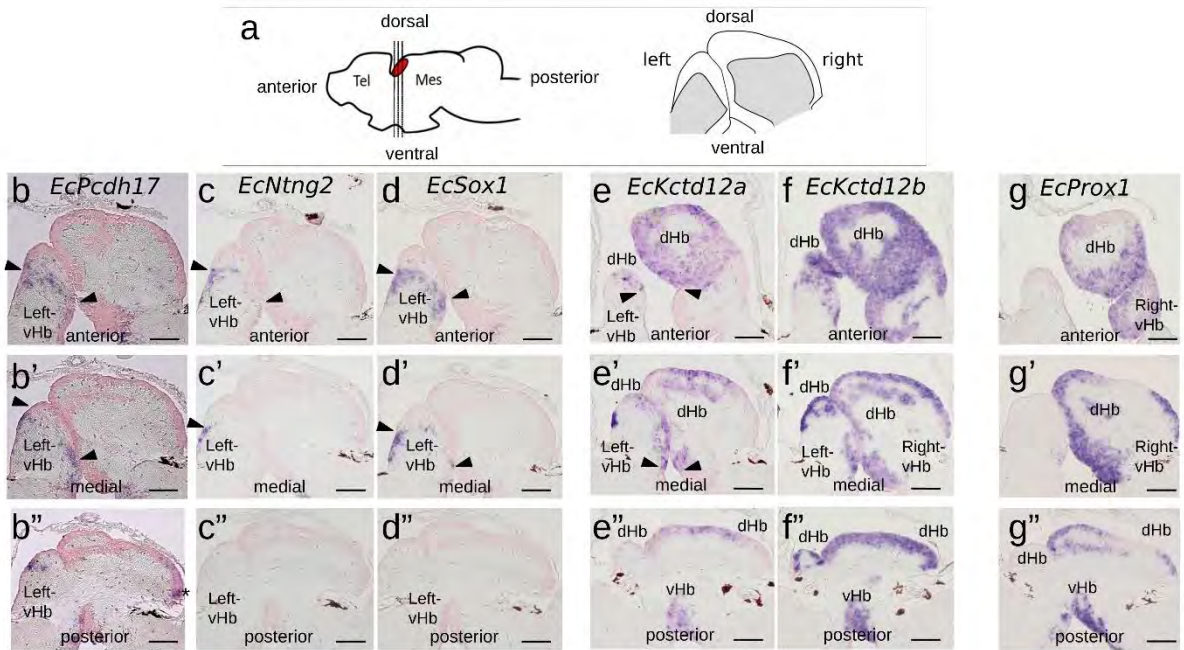 a
dorsal
anterior
Tel
Mes
posterior
ventral
dorsal
left
right
ventral
b
EcPcdh17
Left-
vHb
anterior
c
EcNtng2
Left-
vHb
anterior
d
EcSox1
Left-
vHb
anterior
e
EcKctd12a
dHb
dHb
Left-
vHb
anterior
f
EcKctd12b
dHb
dHb
anterior
g
EcProx1
dHb
Right-
vHb
anterior
b'
Left-
vHb
medial
c'
Left-
vHb
medial
d'
Left-
vHb
medial
e'
dHb
dHb
Left-
vHb
medial
f'
dHb
dHb
Left-
vHb
Right-
vHb
medial
g'
dHb
Right-
vHb
medial
b"
Left-
vHb
*
posterior
c"
Left-
vHb
posterior
d"
Left-
vHb
posterior
e"
dHb
dHb
vHb
posterior
f"
dHb
dHb
vHb
posterior
g"
dHb
dHb
vHb
posterior